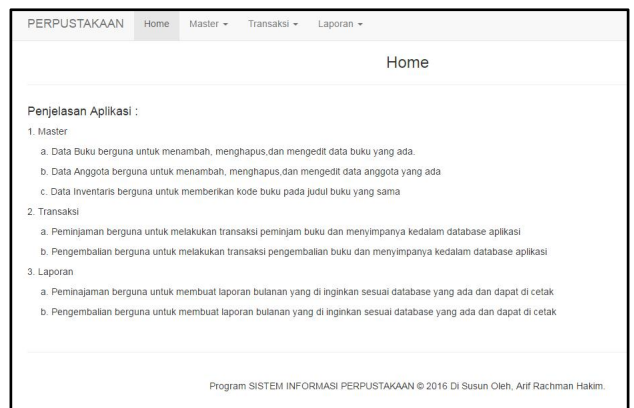 PERPUSTAKAAN Home Master Transaksi Laporan
Home
Penjelasan Aplikasi :
1. Master
a. Data Buku berguna untuk menambah, menghapus,dan mengedit data buku yang ada.
b. Data Anggota berguna untuk menambah, menghapus,dan mengedit data anggota yang ada
c. Data Inventaris berguna untuk memberikan kode buku pada judul buku yang sama
2. Transaksi
a. Peminjaman berguna untuk melakukan transaksi peminjam buku dan menyimpanya kedalam database aplikasi
b. Pengembalian berguna untuk melakukan transaksi pengembalian buku dan menyimpanya kedalam database aplikasi
3. Laporan
a. Peminajaman berguna untuk membuat laporan bulanan yang di inginkan sesuai database yang ada dan dapat di cetak
b. Pengembalian berguna untuk membuat laporan bulanan yang di inginkan sesuai database yang ada dan dapat di cetak
Program SISTEM INFORMASI PERPUSTAKAAN © 2016 Di Susun Oleh, Arif Rachman Hakim.